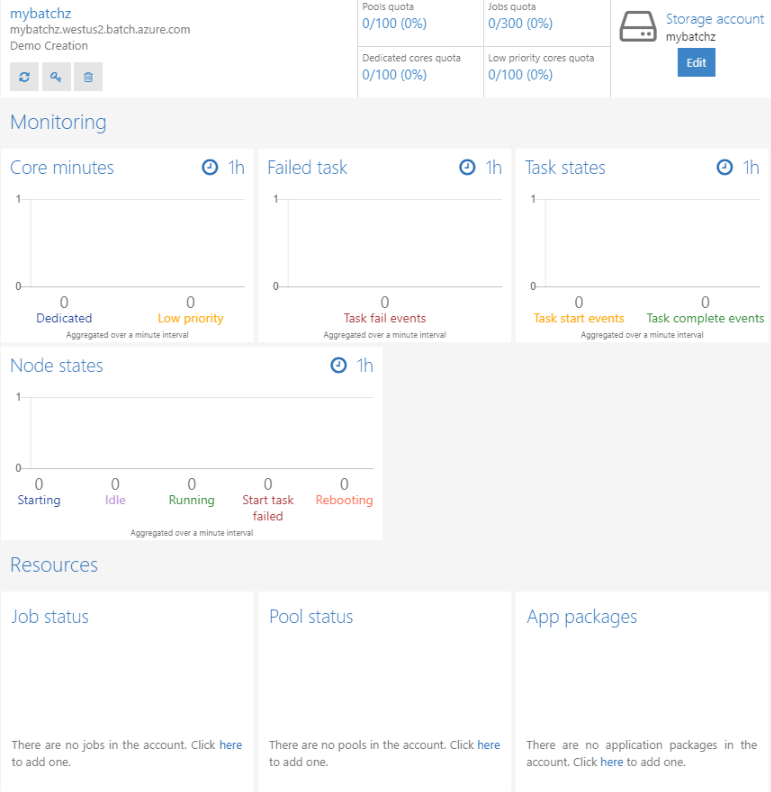 mybatchz
mybatchz.westus2.batch.azure.com
Demo Creation
Pools quota
0/100 (0%)
Jobs quota
0/300 (0%)
Dedicated cores quota
0/100 (0%)
Low priority cores quota
0/100 (0%)
Storage account
mybatchz
Edit
Monitoring
Core minutes
1h
1
0
0
Dedicated
0
Low priority
Aggregated over a minute interval
Failed task
1h
1
0
0
Task fail events
Aggregated over a minute interval
Task states
1h
1
0
0
Task start events
0
Task complete events
Aggregated over a minute interval
Node states
1h
1
0
0
Starting
0
Idle
0
Running
0
Start task
failed
0
Rebooting
Aggregated over a minute interval
Resources
Job status
There are no jobs in the account. Click here
to add one.
Pool status
There are no pools in the account. Click here
to add one.
App packages
There are no application packages in the
account. Click here to add one.